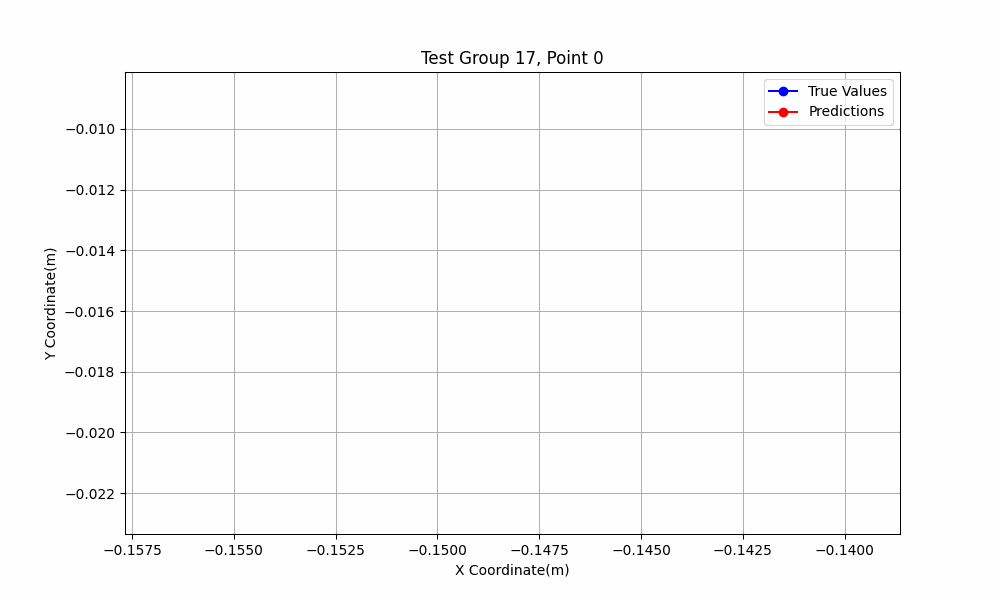 Test Group 17, Point 0
True Values
Predictions
−0.010
−0.012
−0.014
−0.016
−0.018
−0.020
−0.022
Y Coordinate(m)
−0.1575 −0.1550 −0.1525 −0.1500 −0.1475 −0.1450 −0.1425 −0.1400
X Coordinate(m)